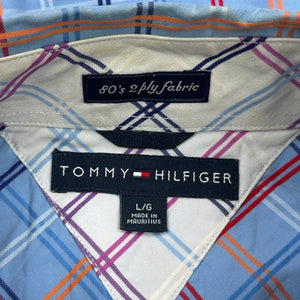 80's 2 ply fabric
TOMMY HILFIGER
L/G
MADE IN
MAURITIUS